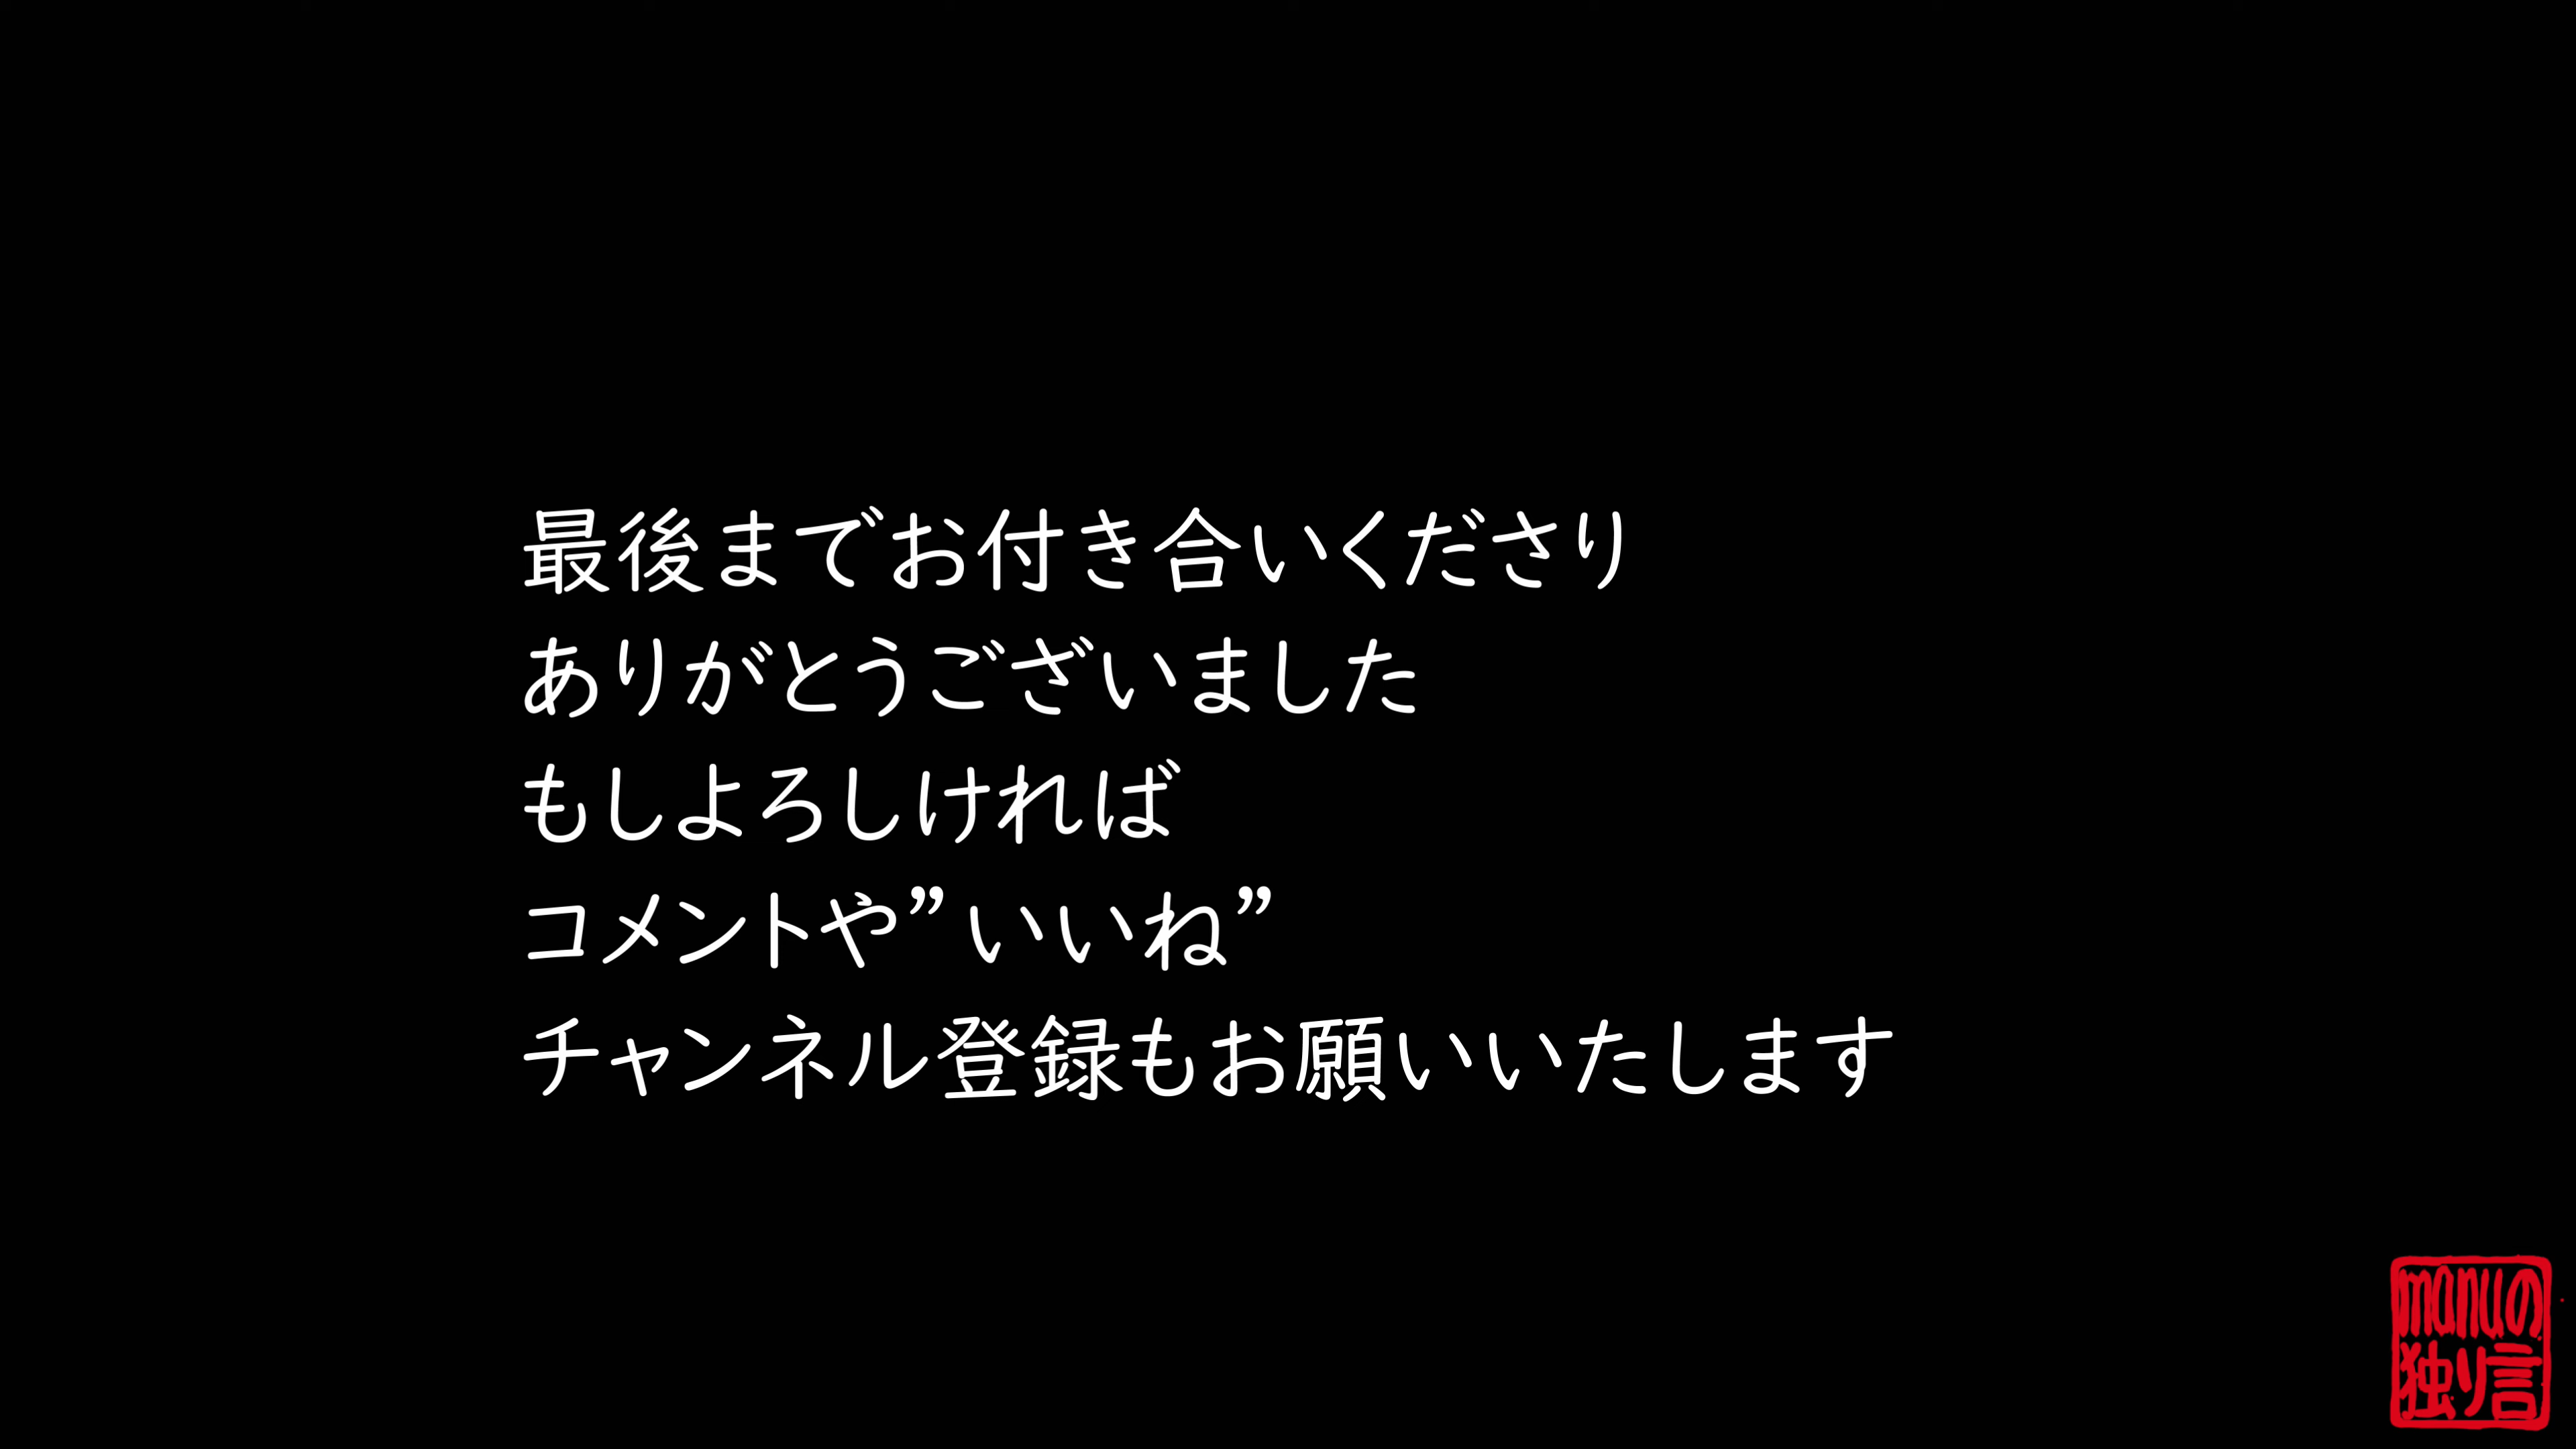 最後までお付き合いくださり
ありがとうございました
もしよろしければ
コメントや”いいね”
チャンネル登録もお願いいたします
manuの
独り言